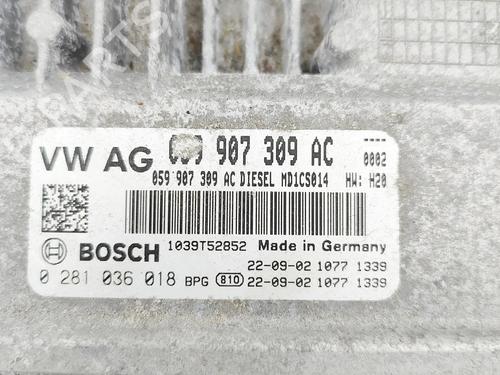 VW AG 059 907 309 AC
---- 0002
059 907 309 AC DIESEL MD1CS014 HW: H20
BOSCH 1039T52852 Made in Germany
22-09-02 1077 1339
0 281 036 018 BPG 810 22-09-02 1077 1339
PARTS